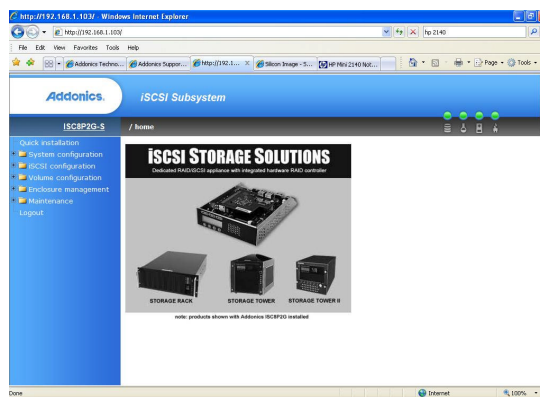 http://192.168.1.103/ - Windows Internet Explorer
http://192.168.1.103/
hp 2140
File Edit View Favorites Tools Help
Addonics Techno...
Addonics Suppor...
http://192.1...
Silicon Image - S...
HP Mini 2140 Not...
Page
Tools
Addonics.
iSCSI Subsystem
ISC8P2G-S
/ home
Quick installation
System configuration
iSCSI configuration
Volume configuration
Enclosure management
Maintenance
Logout
iSCSI STORAGE SOLUTIONS
Dedicated RAID/iSCSI appliance with integrated hardware RAID controller
STORAGE RACK
STORAGE TOWER
STORAGE TOWER II
note: products shown with Addonics ISC8P2G installed
Done
Internet
100%